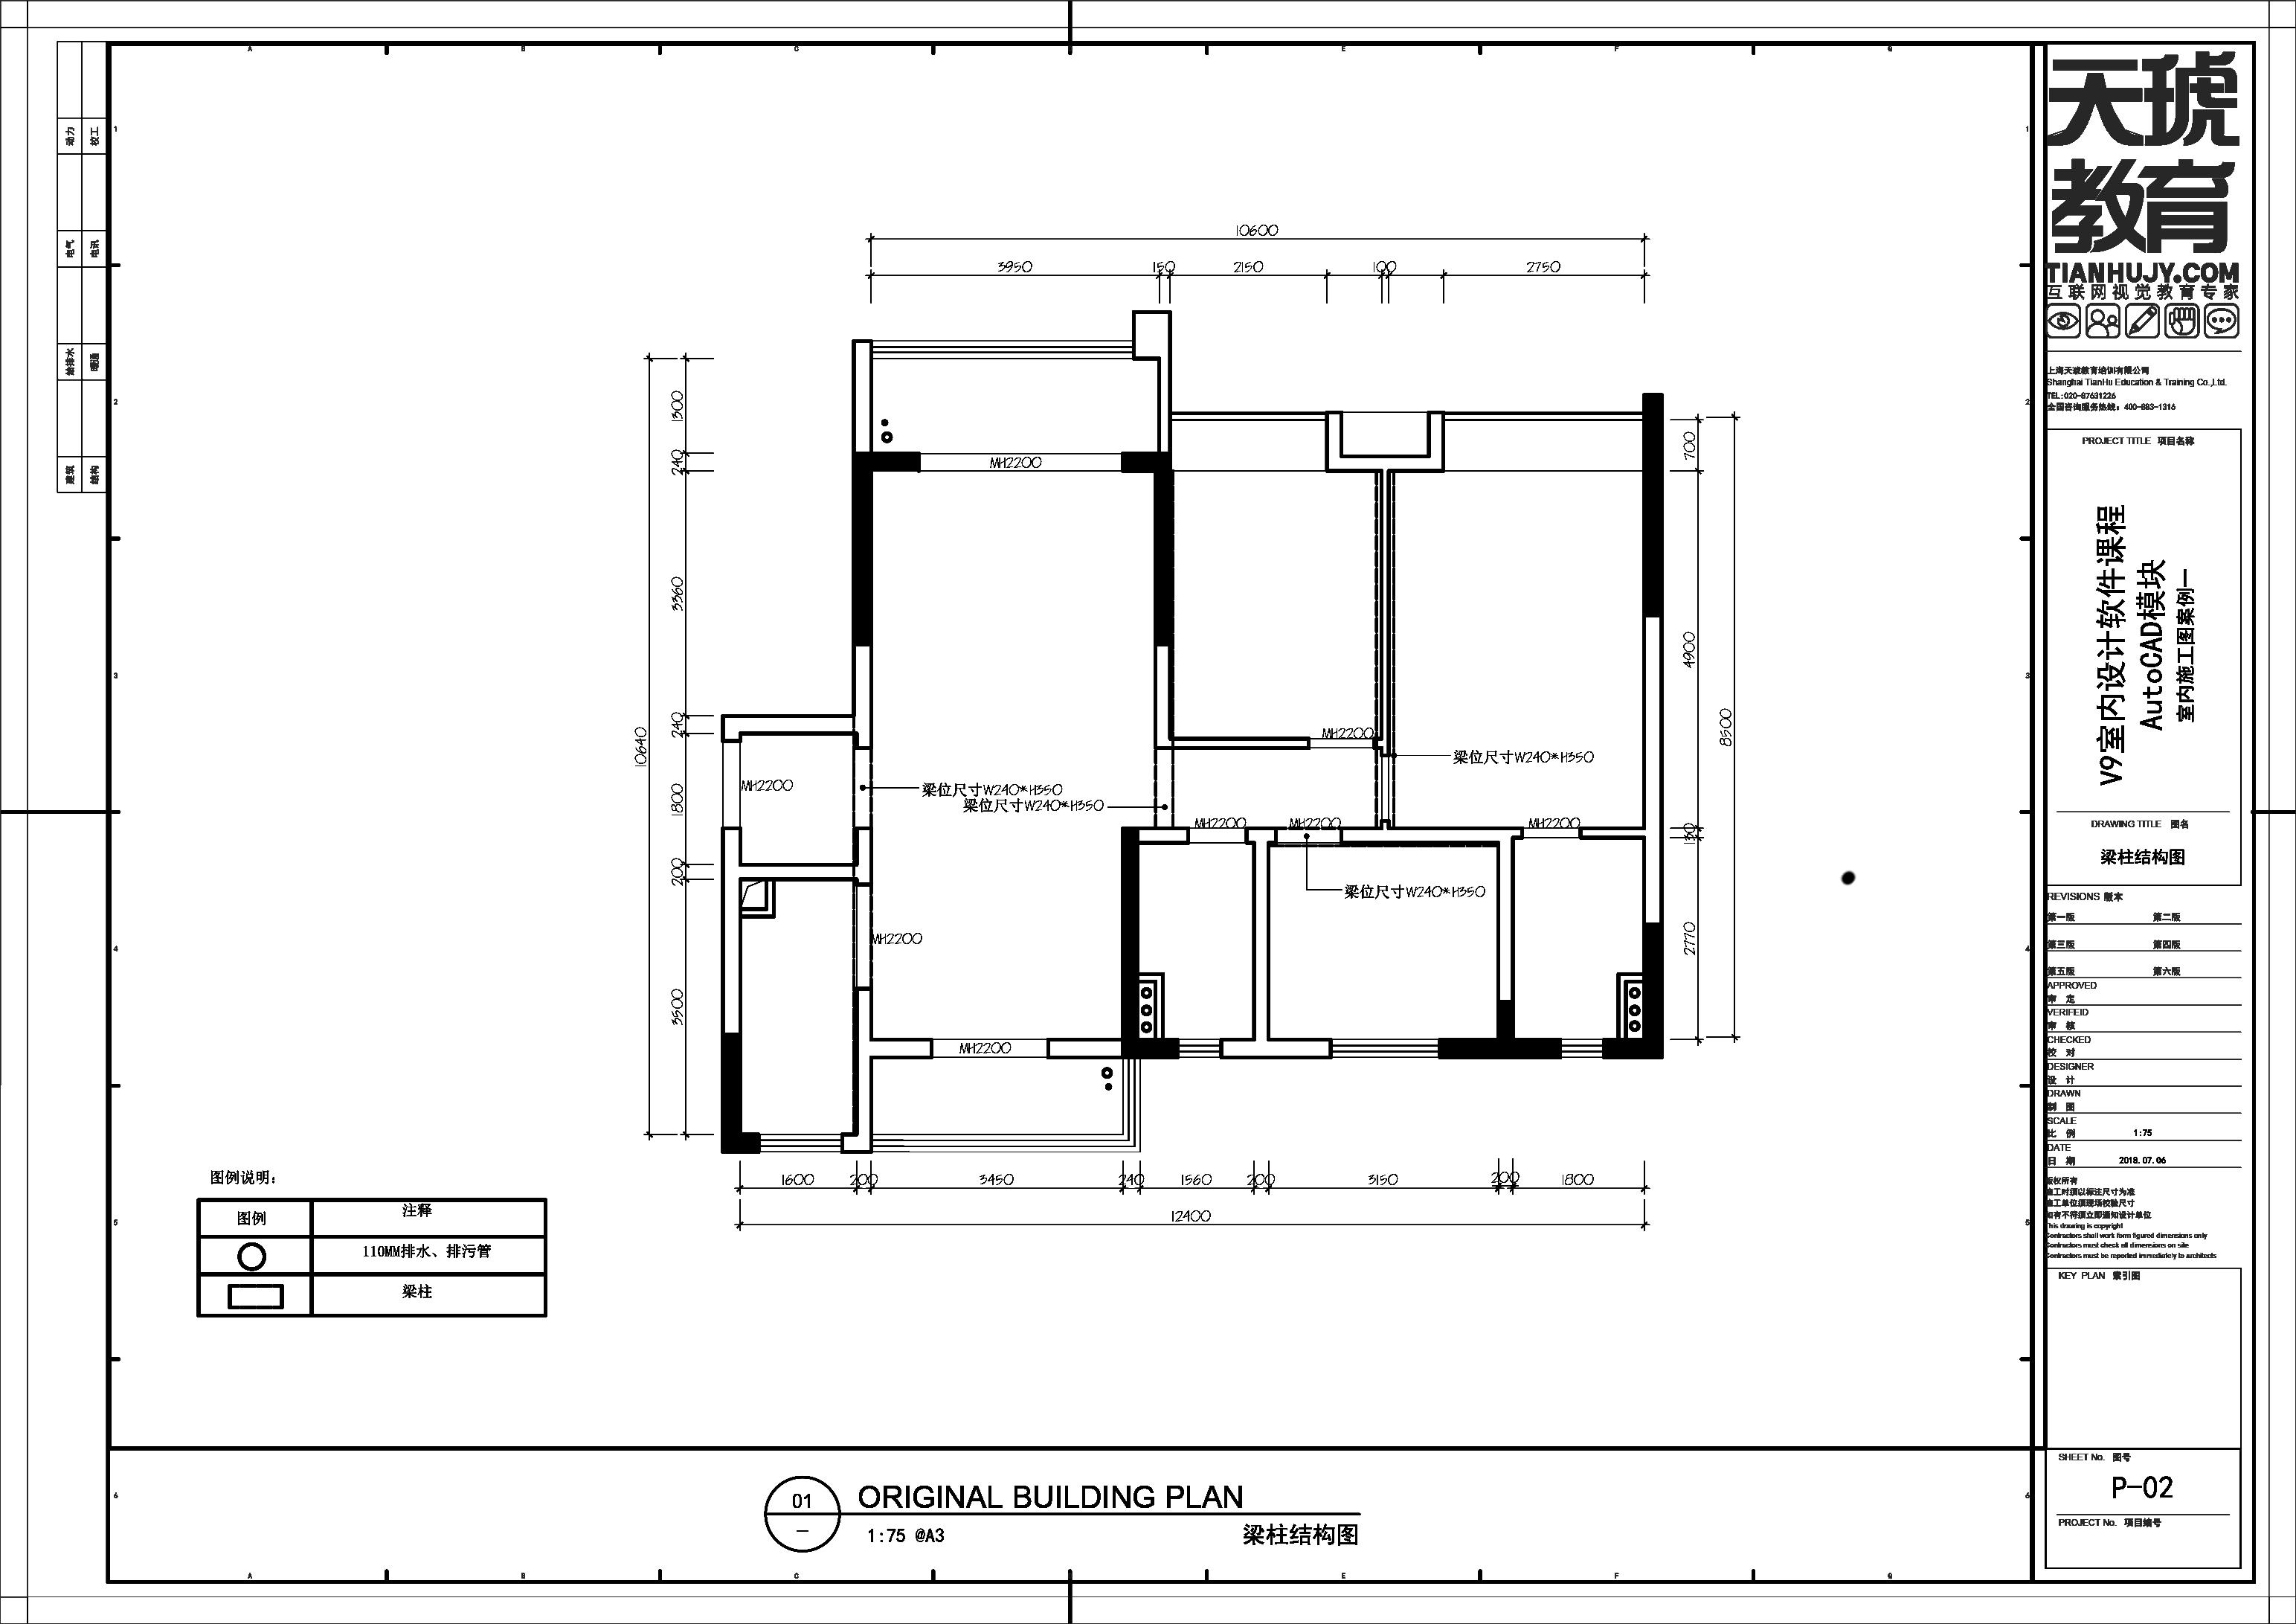 动力
校工
电气
电讯
给排水
暖通
建筑
结构
A
B
C
E
F
G
1
2
3
4
5
6
10600
3950
150
2150
100
2750
10640
1300
240
3360
240
1800
200
3500
700
4900
150
2770
8500
MH2200
MH2200
MH2200
MH2200
MH2200
MH2200
MH2200
MH2200
梁位尺寸W240*H350
梁位尺寸W240*H350
梁位尺寸W240*H350
梁位尺寸W240*H350
1600
200
3450
240
1560
200
3150
200
1800
12400
图例说明:
图例
注释
110MM排水、排污管
梁柱
01
—
ORIGINAL BUILDING PLAN
1:75 @A3
梁柱结构图
天琥
教育
TIANHUJY.COM
互联网视觉教育专家
上海天琥教育培训有限公司
Shanghai TianHu Education & Training Co.,Ltd.
TEL:020-87631226
全国咨询服务热线: 400-883-1316
PROJECT TITLE 项目名称
V9室内设计软件课程
AutoCAD模块
室内施工图案例一
DRAWING TITLE 图名
梁柱结构图
REVISIONS 版本
第一版 第二版
第三版 第四版
第五版 第六版
APPROVED
审 定
VERIFEID
审 核
CHECKED
校 对
DESIGNER
设 计
DRAWN
制 图
SCALE
比 例 1:75
DATE
日 期 2018.07.06
版权所有
施工时须以标注尺寸为准
施工单位须现场校验尺寸
如有不符须立即通知设计单位
This drawing is copyright
Contractors shall work form figured dimensions only
Contractors must check all dimensions on site
Contractors must be reported immediately to architects
KEY PLAN 索引图
SHEET No. 图号
P-02
PROJECT No. 项目编号